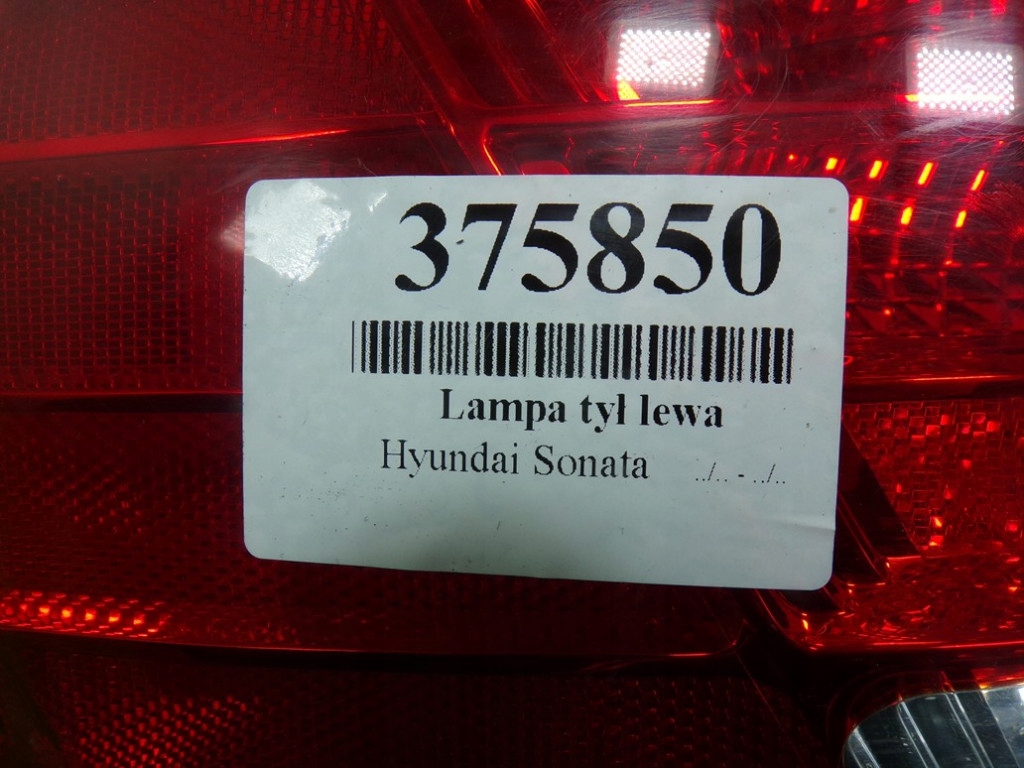 375850
Lampa tył lewa
Hyundai Sonata ../.. - ../..